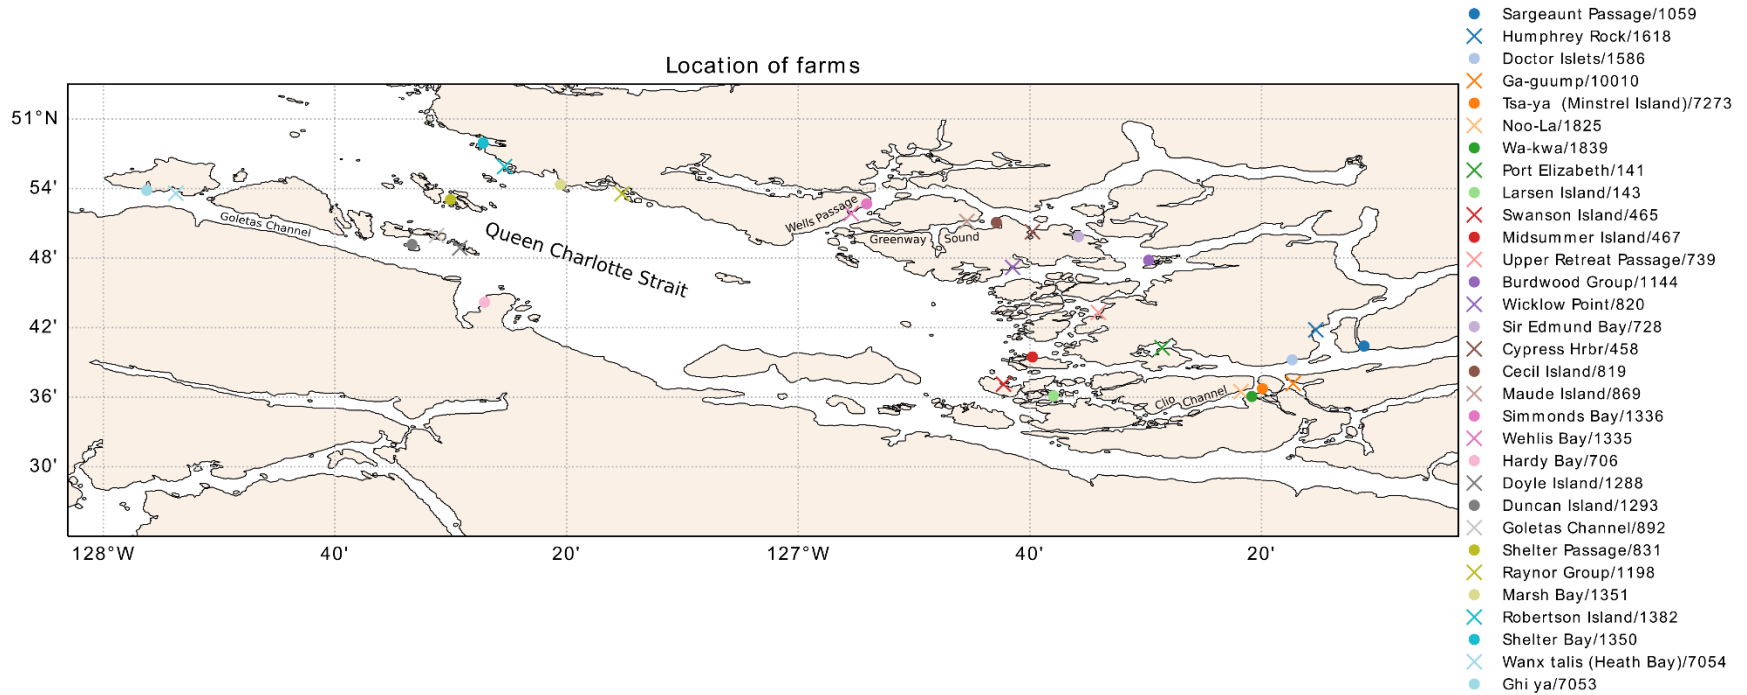 Location of farms
51°N
54'
48'
42'
36'
30'
128°W
40'
20'
127°W
40'
20'
Goletas Channel
Queen Charlotte Strait
Wells Passage
Greenway Sound
Clio Channel
Sargeaunt Passage/1059
Humphrey Rock/1618
Doctor Islets/1586
Ga-guump/10010
Tsa-ya (Minstrel Island)/7273
Noo-La/1825
Wa-kwa/1839
Port Elizabeth/141
Larsen Island/143
Swanson Island/465
Midsummer Island/467
Upper Retreat Passage/739
Burdwood Group/1144
Wicklow Point/820
Sir Edmund Bay/728
Cypress Hrbr/458
Cecil Island/819
Maude Island/869
Simmonds Bay/1336
Wehlis Bay/1335
Hardy Bay/706
Doyle Island/1288
Duncan Island/1293
Goletas Channel/892
Shelter Passage/831
Raynor Group/1198
Marsh Bay/1351
Robertson Island/1382
Shelter Bay/1350
Wanx talis (Heath Bay)/7054
Ghi ya/7053